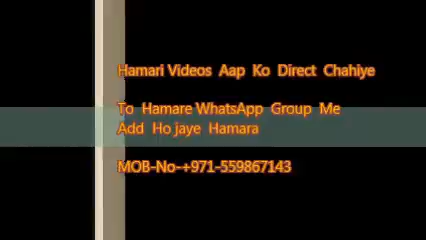 Hamari Videos Aap Ko Direct Chahiye
To Hamare WhatsApp Group Me
Add Ho jaye Hamara
MOB-No-+971-559867143